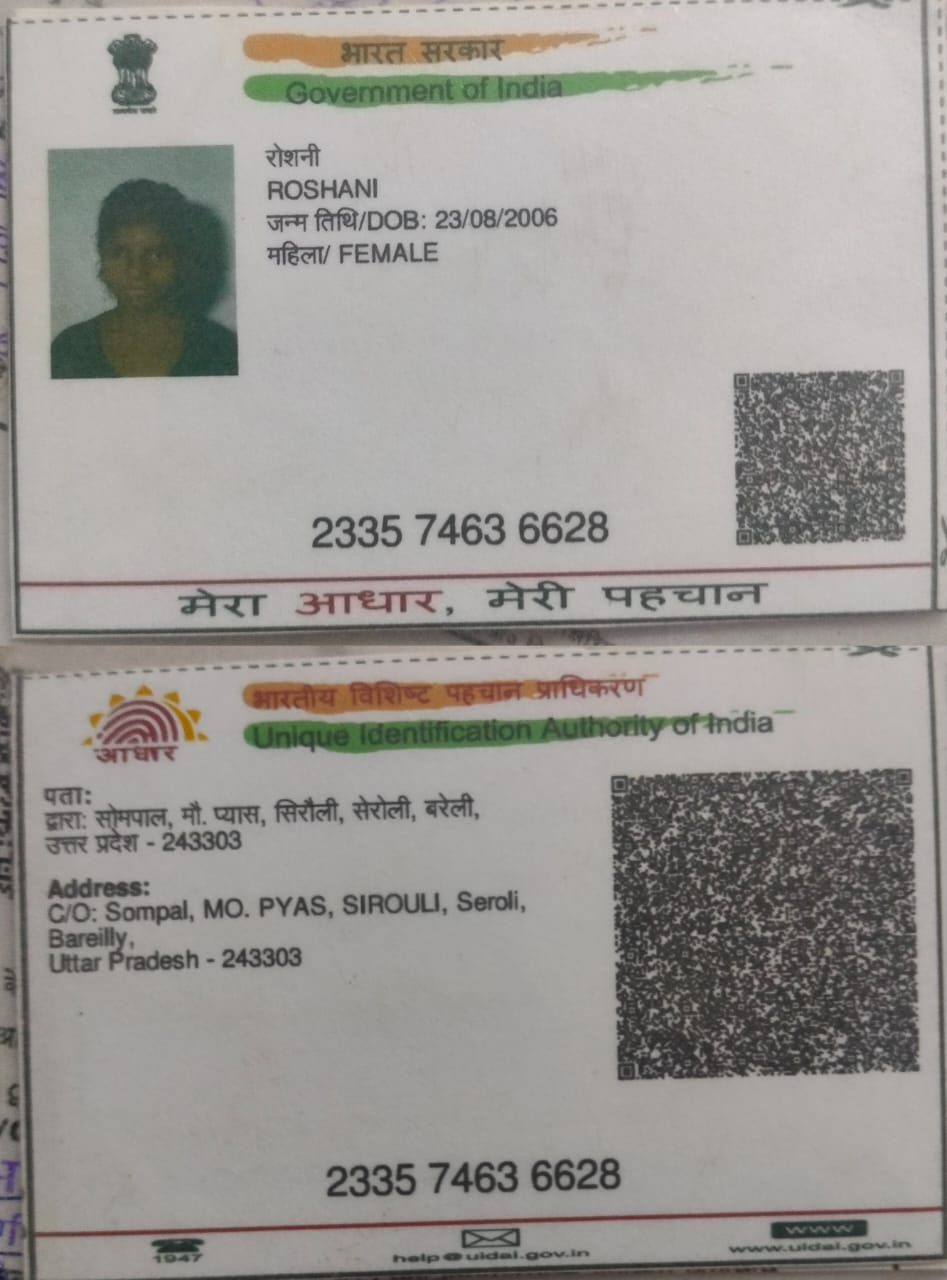 भारत सरकार
Government of India
रोशनी
ROSHANI
जन्म तिथि/DOB: 23/08/2006
महिला/ FEMALE
2335 7463 6628
मेरा आधार, मेरी पहचान
भारतीय विशिष्ट पहचान प्राधिकरण
Unique Identification Authority of India
आधार
पता:
द्वारा: सोमपाल, मौ. प्यास, सिरौली, सेरोली, बरेली,
उत्तर प्रदेश - 243303
Address:
C/O: Sompal, MO. PYAS, SIROULI, Seroli,
Bareilly,
Uttar Pradesh - 243303
2335 7463 6628
1947
help@uidai.gov.in
www
www.uidai.gov.in